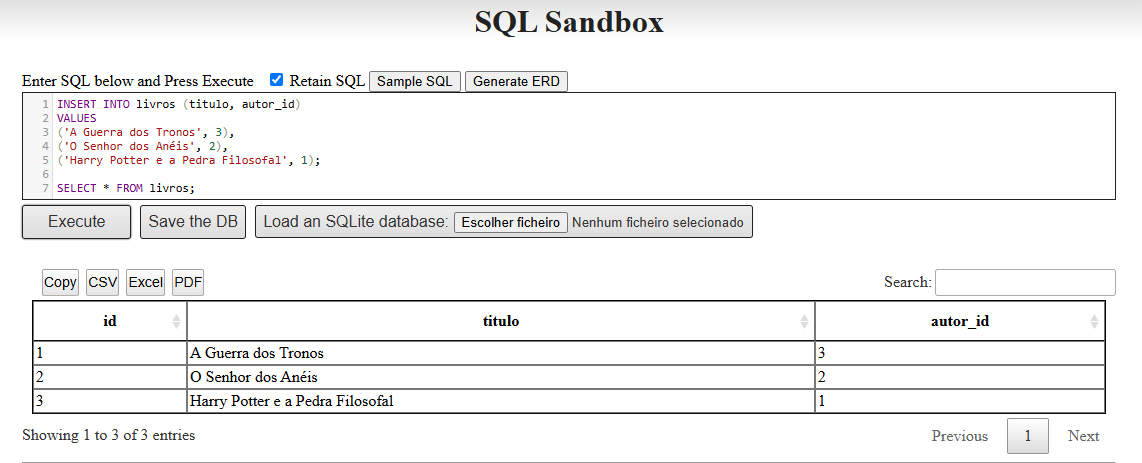 SQL Sandbox
Enter SQL below and Press Execute Retain SQL Sample SQL Generate ERD
1 INSERT INTO livros (titulo, autor_id)
2 VALUES
3 ('A Guerra dos Tronos', 3),
4 ('O Senhor dos Anéis', 2),
5 ('Harry Potter e a Pedra Filosofal', 1);
6
7 SELECT * FROM livros;
Execute Save the DB Load an SQLite database: Escolher ficheiro Nenhum ficheiro selecionado
Copy CSV Excel PDF Search:
id titulo autor_id
1 A Guerra dos Tronos 3
2 O Senhor dos Anéis 2
3 Harry Potter e a Pedra Filosofal 1
Showing 1 to 3 of 3 entries Previous 1 Next